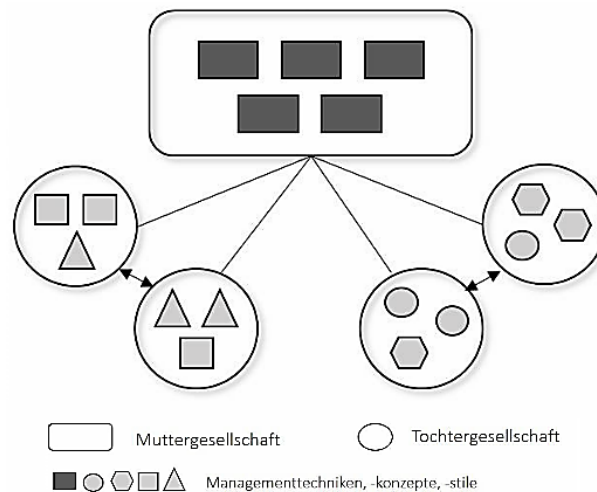 Muttergesellschaft
Tochtergesellschaft
Managementtechniken, -konzepte, -stile